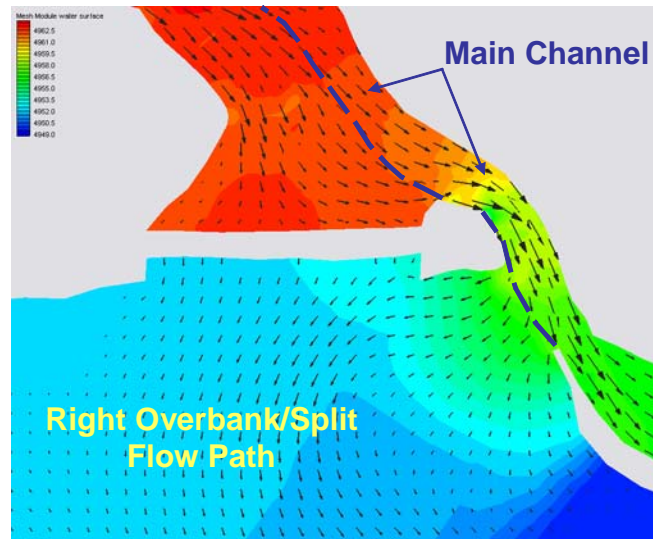 Mesh Module water surface
4962.5
4961.0
4959.5
4958.0
4956.5
4955.0
4953.5
4952.0
4950.5
4949.0
Main Channel
Right Overbank/Split
Flow Path